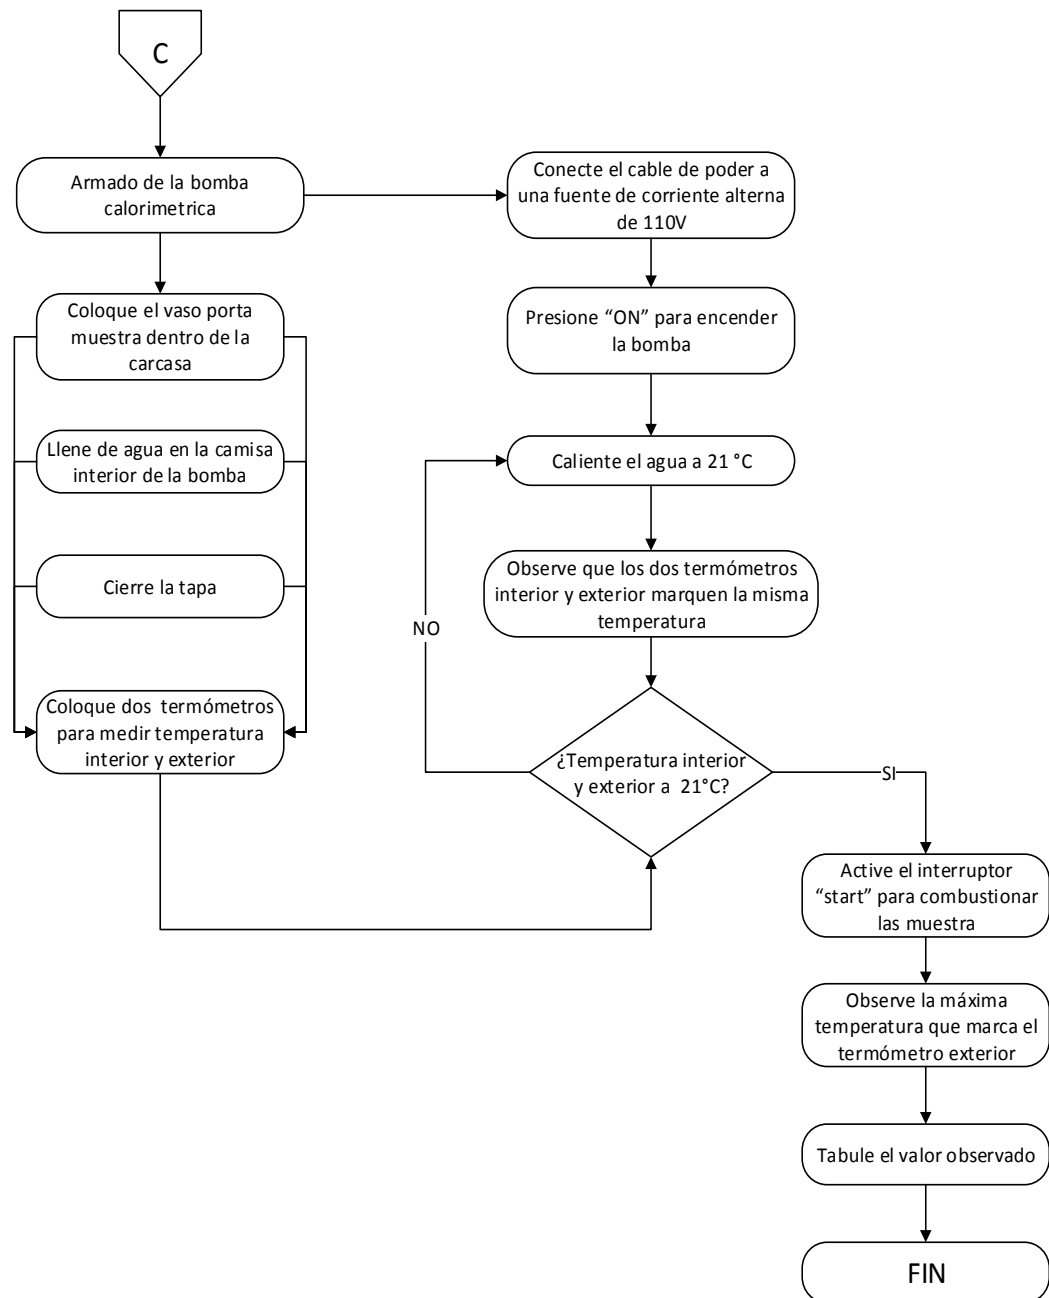 C
Armado de la bomba
calorimetrica
Coloque el vaso porta
muestra dentro de la
carcasa
Llene de agua en la camisa
interior de la bomba
Cierre la tapa
Coloque dos termómetros
para medir temperatura
interior y exterior
Conecte el cable de poder a
una fuente de corriente alterna
de 110V
Presione “ON” para encender
la bomba
Caliente el agua a 21 °C
Observe que los dos termómetros
interior y exterior marquen la misma
temperatura
NO
¿Temperatura interior
y exterior a 21°C?
SI
Active el interruptor
“start” para combustionar
las muestra
Observe la máxima
temperatura que marca el
termómetro exterior
Tabule el valor observado
FIN